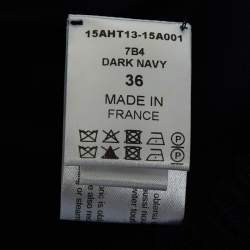 15AHT13-15A001
7B4
DARK NAVY
36
MADE IN
FRANCE